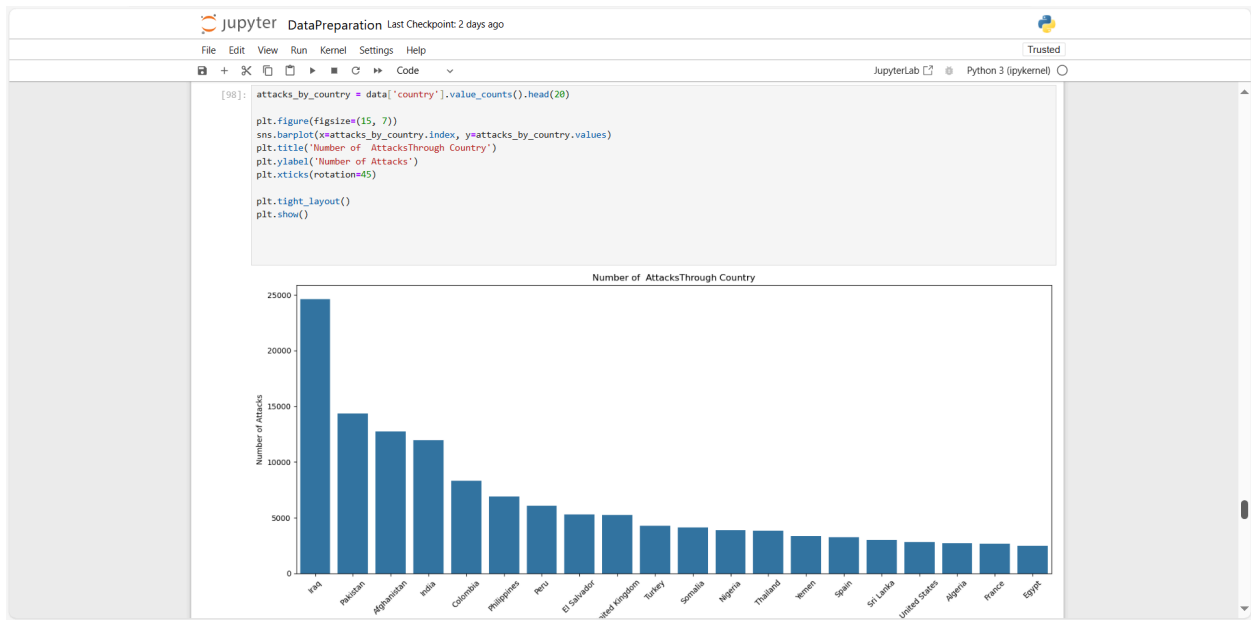 jupyter DataPreparation Last Checkpoint: 2 days ago
File Edit View Run Kernel Settings Help Trusted
Code JupyterLab Python 3 (ipykernel)
[98]: attacks_by_country = data['country'].value_counts().head(20)
plt.figure(figsize=(15, 7))
sns.barplot(x=attacks_by_country.index, y=attacks_by_country.values)
plt.title('Number of  AttacksThrough Country')
plt.ylabel('Number of Attacks')
plt.xticks(rotation=45)
plt.tight_layout()
plt.show()
Number of  AttacksThrough Country
Number of Attacks
25000
20000
15000
10000
5000
0
Iraq
Pakistan
Afghanistan
India
Colombia
Philippines
Peru
El Salvador
nited Kingdom
Turkey
Somalia
Nigeria
Thailand
Yemen
Spain
Sri Lanka
United States
Algeria
France
Egypt